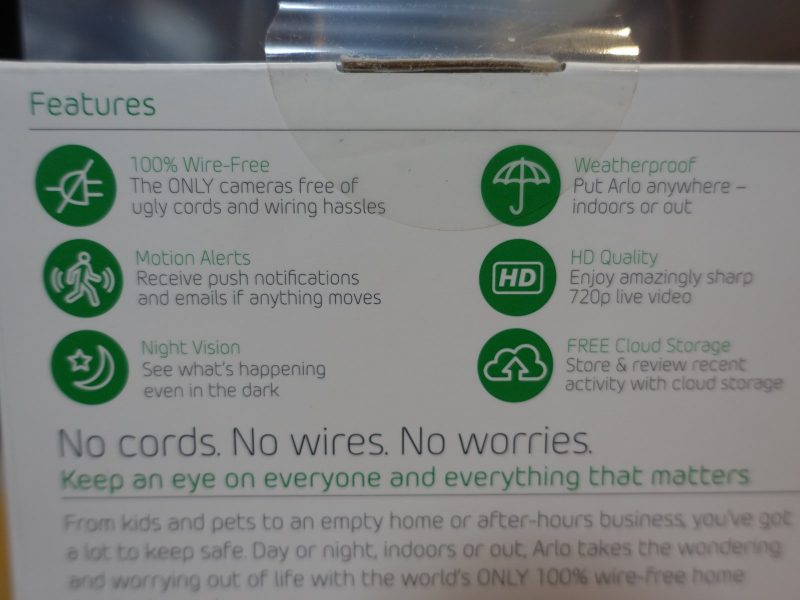 Features
100% Wire-Free
The ONLY cameras free of
ugly cords and wiring hassles
Weatherproof
Put Arlo anywhere –
indoors or out
Motion Alerts
Receive push notifications
and emails if anything moves
HD
HD Quality
Enjoy amazingly sharp
720p live video
Night Vision
See what's happening
even in the dark
FREE Cloud Storage
Store & review recent
activity with cloud storage
No cords. No wires. No worries.
Keep an eye on everyone and everything that matters
From kids and pets to an empty home or after-hours business, you've got
a lot to keep safe. Day or night, indoors or out, Arlo takes the wondering
and worrying out of life with the world's ONLY 100% wire-free home